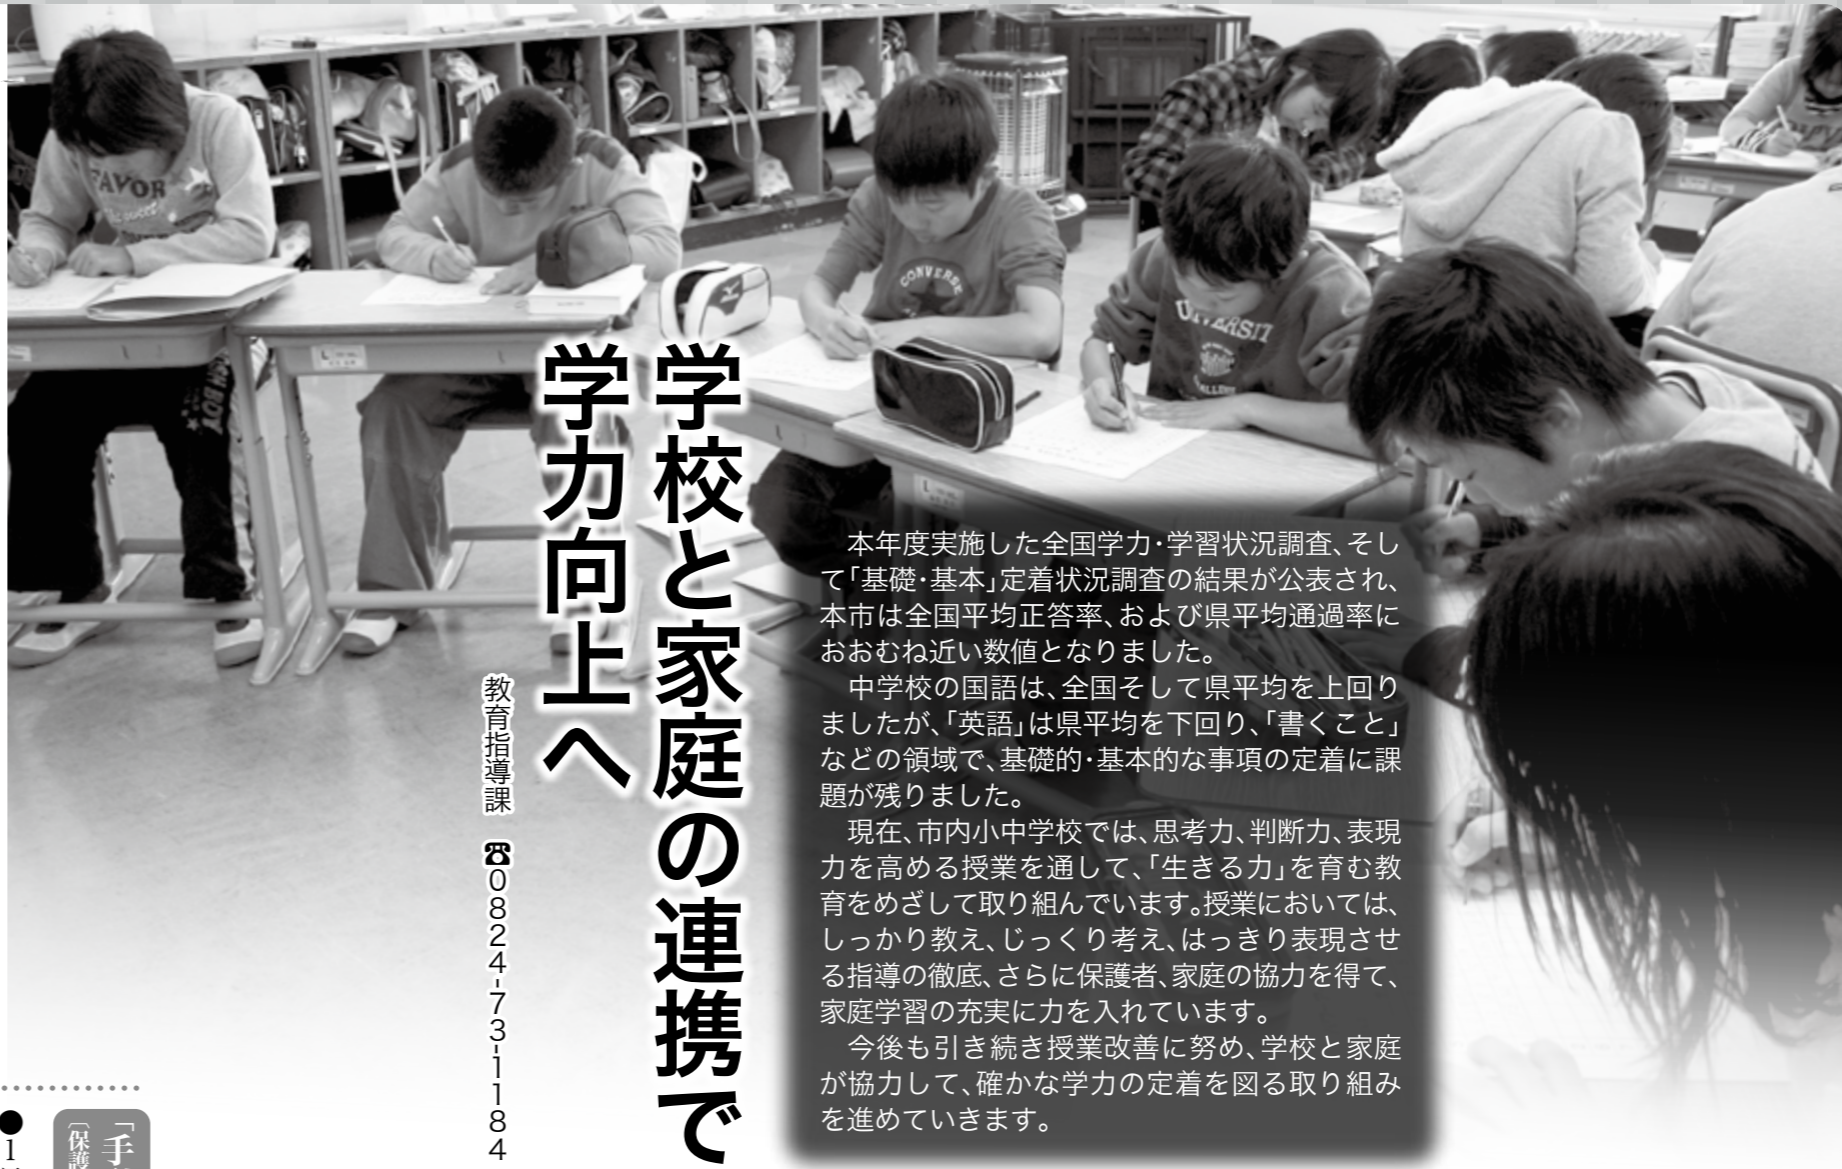 学校と家庭の連携で
学力向上へ
教育指導課 ☎0824-73-1184
本年度実施した全国学力・学習状況調査、そし
て「基礎・基本」定着状況調査の結果が公表され、
本市は全国平均正答率、および県平均通過率に
おおむね近い数値となりました。
中学校の国語は、全国そして県平均を上回り
ましたが、「英語」は県平均を下回り、「書くこと」
などの領域で、基礎的・基本的な事項の定着に課
題が残りました。
現在、市内小中学校では、思考力、判断力、表現
力を高める授業を通して、「生きる力」を育む教
育をめざして取り組んでいます。授業においては、
しっかり教え、じっくり考え、はっきり表現させ
る指導の徹底、さらに保護者、家庭の協力を得て、
家庭学習の充実に力を入れています。
今後も引き続き授業改善に努め、学校と家庭
が協力して、確かな学力の定着を図る取り組み
を進めていきます。
FAVOR
CONVERSE
UNIVERSIT
「手
（保護
●1